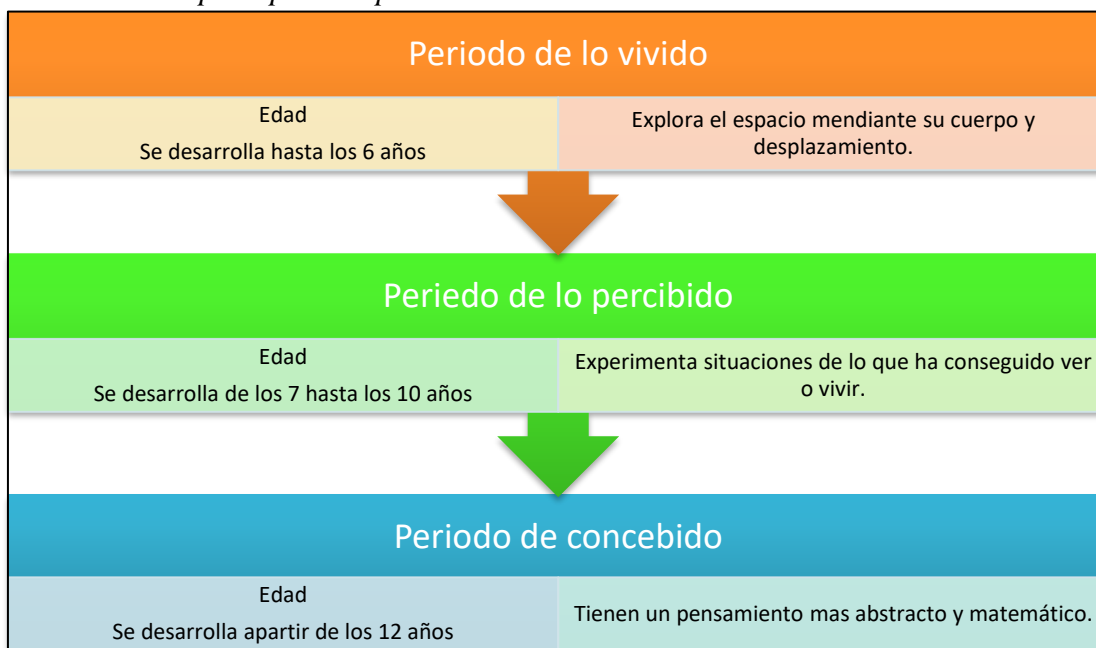 Periodo de lo vivido
Edad
Se desarrolla hasta los 6 años
Explora el espacio mendiante su cuerpo y
desplazamiento.
Periedo de lo percibido
Edad
Se desarrolla de los 7 hasta los 10 años
Experimenta situaciones de lo que ha conseguido ver
o vivir.
Periodo de concebido
Edad
Se desarrolla apartir de los 12 años
Tienen un pensamiento mas abstracto y matemático.